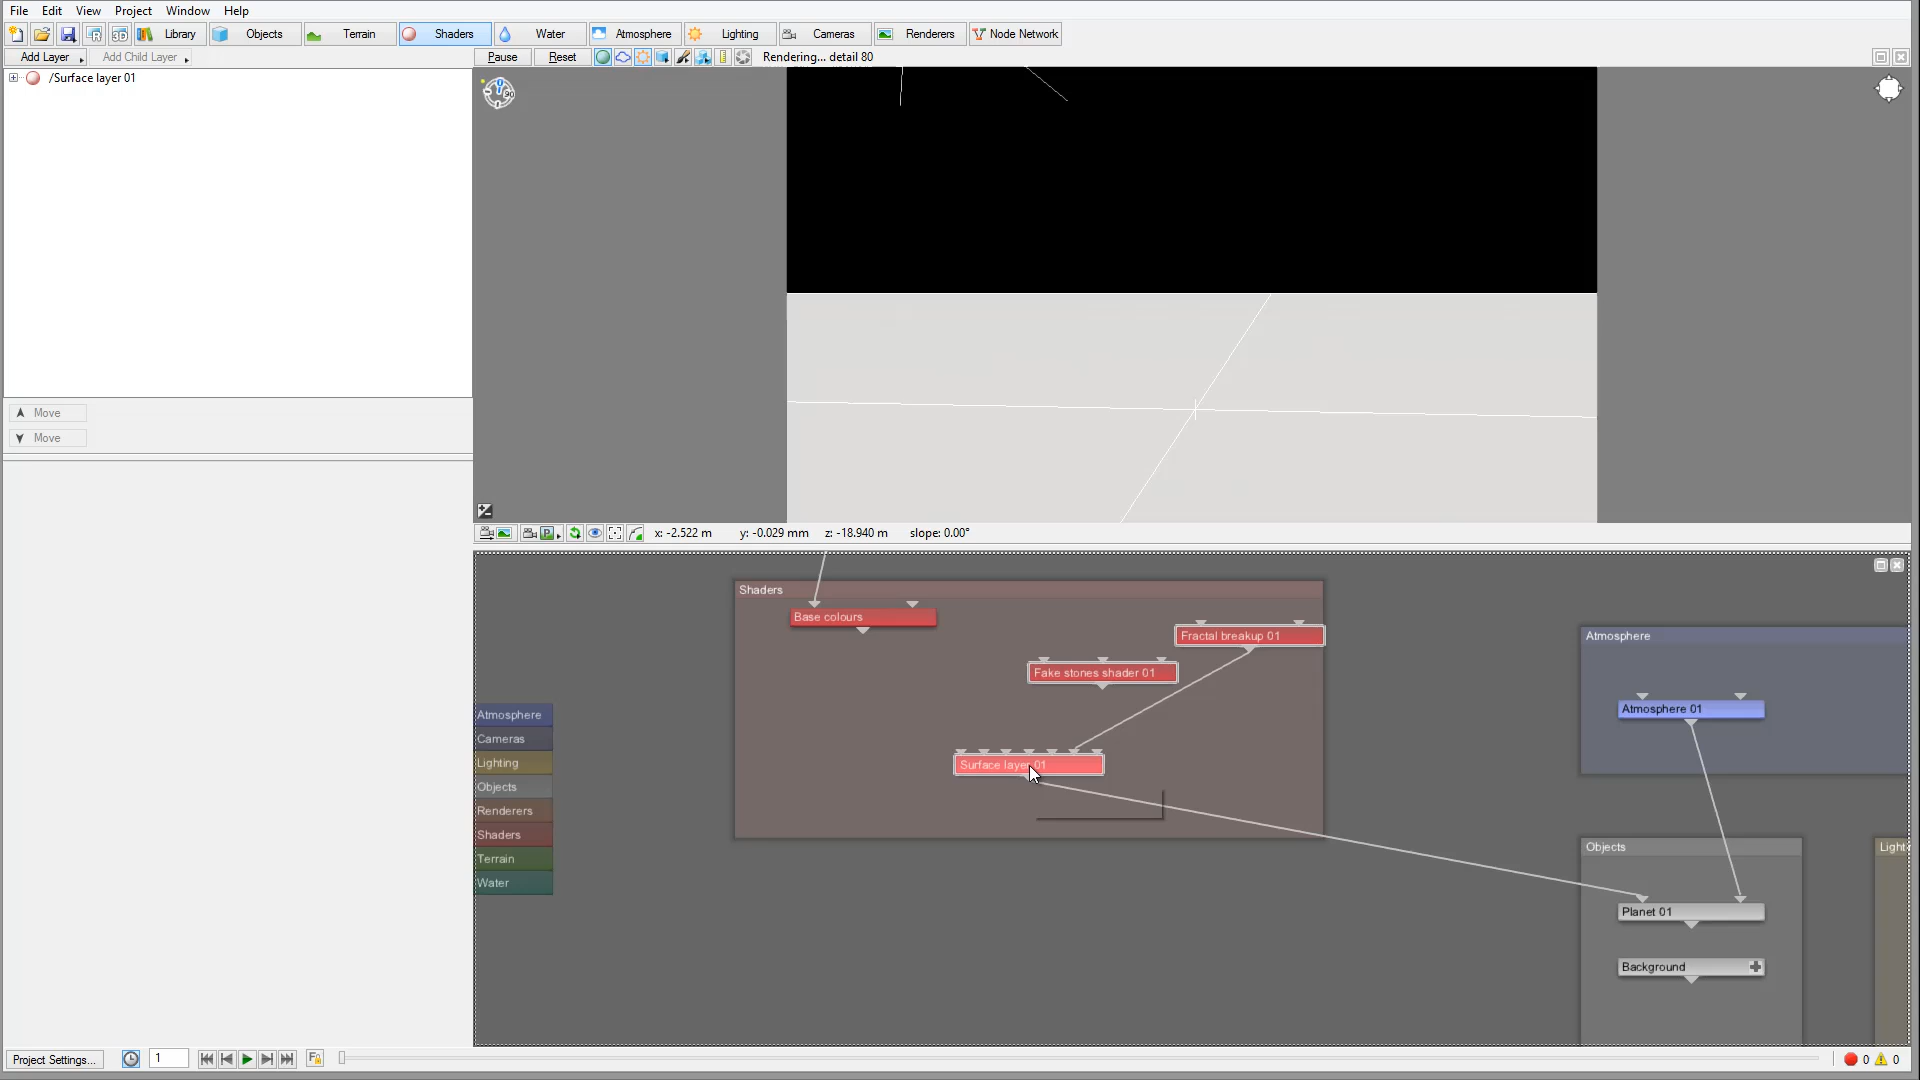 File Edit View Project Window Help
Library Objects Terrain Shaders Water Atmosphere Lighting Cameras Renderers Node Network
Add Layer Add Child Layer Pause Reset Rendering... detail 80
/Surface layer 01
90
Move
Move
x: -2.522 m y: -0.029 mm z: -18.940 m slope: 0.00°
Shaders
Base colours
Fractal breakup 01
Fake stones shader 01
Surface layer 01
Atmosphere
Atmosphere 01
Atmosphere
Cameras
Lighting
Objects
Renderers
Shaders
Terrain
Water
Objects
Planet 01
Background
Project Settings... 1 0 0